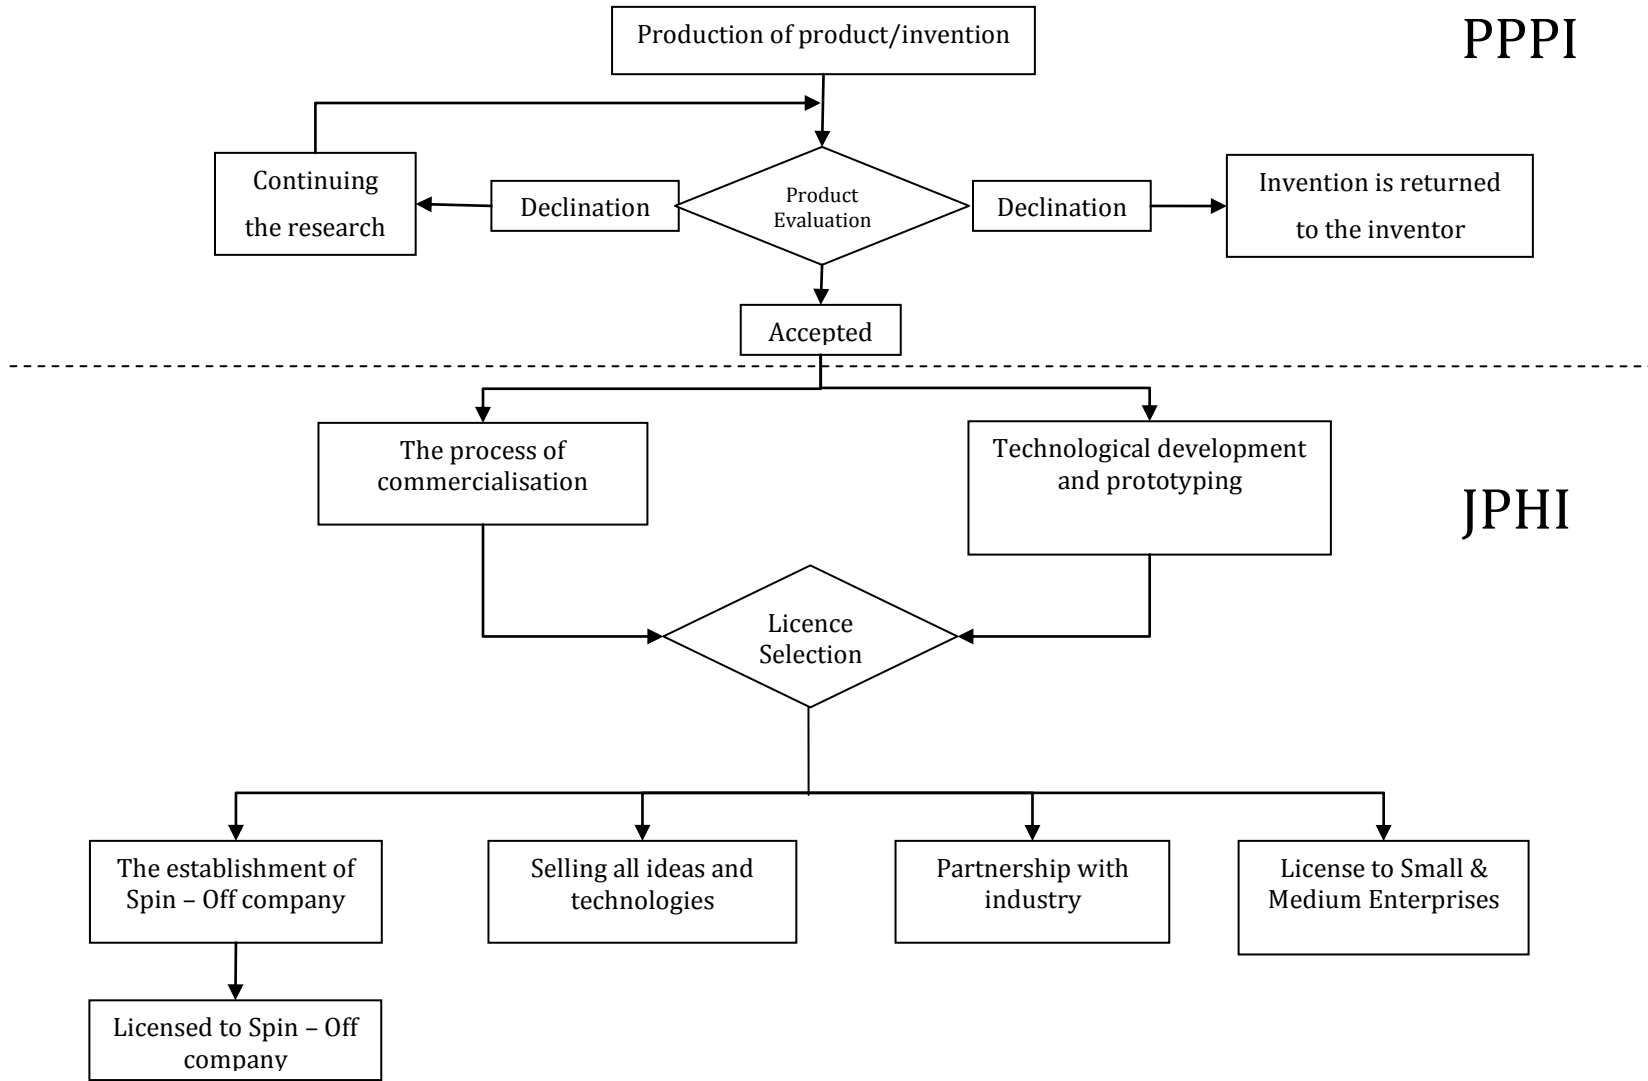 Production of product/invention
PPPI
Continuing
the research
Declination
Product
Evaluation
Declination
Invention is returned
to the inventor
Accepted
The process of
commercialisation
Technological development
and prototyping
JPHI
Licence
Selection
The establishment of
Spin – Off company
Selling all ideas and
technologies
Partnership with
industry
License to Small &
Medium Enterprises
Licensed to Spin – Off
company